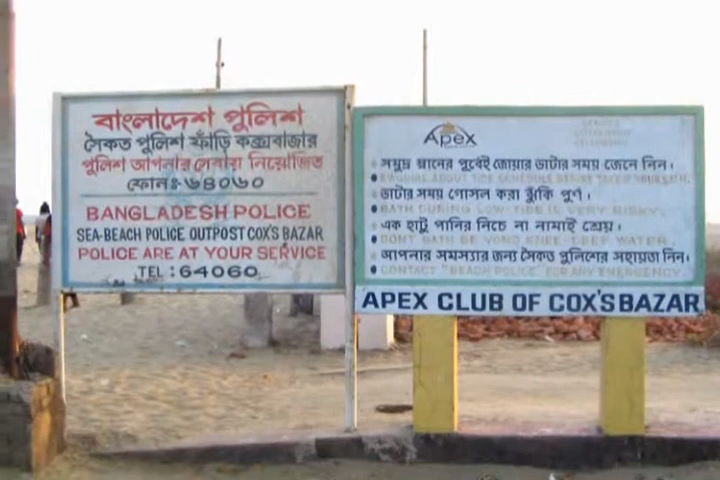 বাংলাদেশ পুলিশ
সৈকত পুলিশ ফাঁড়ি কক্সবাজার
পুলিশ আপনার সেবায় নিয়োজিত
ফোনঃ-৬৪০৬০
BANGLADESH POLICE
SEA-BEACH POLICE OUTPOST COX'S BAZAR
POLICE ARE AT YOUR SERVICE
TEL : 64060
Apex
সমুদ্র স্নানের পূর্বেই জোয়ার ভাটার সময় জেনে নিন।
ENQUIRE ABOUT TIDE SCHEDULE BEFORE
ভাটার সময় গোসল করা ঝুঁকি পূর্ণ।
BATH DURING LOW-TIDE IS VERY RISKY.
এক হাটু পানির নিচে না নামাই শ্রেয়।
DONT BATH BE YOND KNEE-DEEP WATER.
আপনার সমস্যার জন্য সৈকত পুলিশের সহায়তা নিন।
CONTACT "BEACH POLICE" FOR ANY EMERGENCY.
APEX CLUB OF COX'S BAZAR